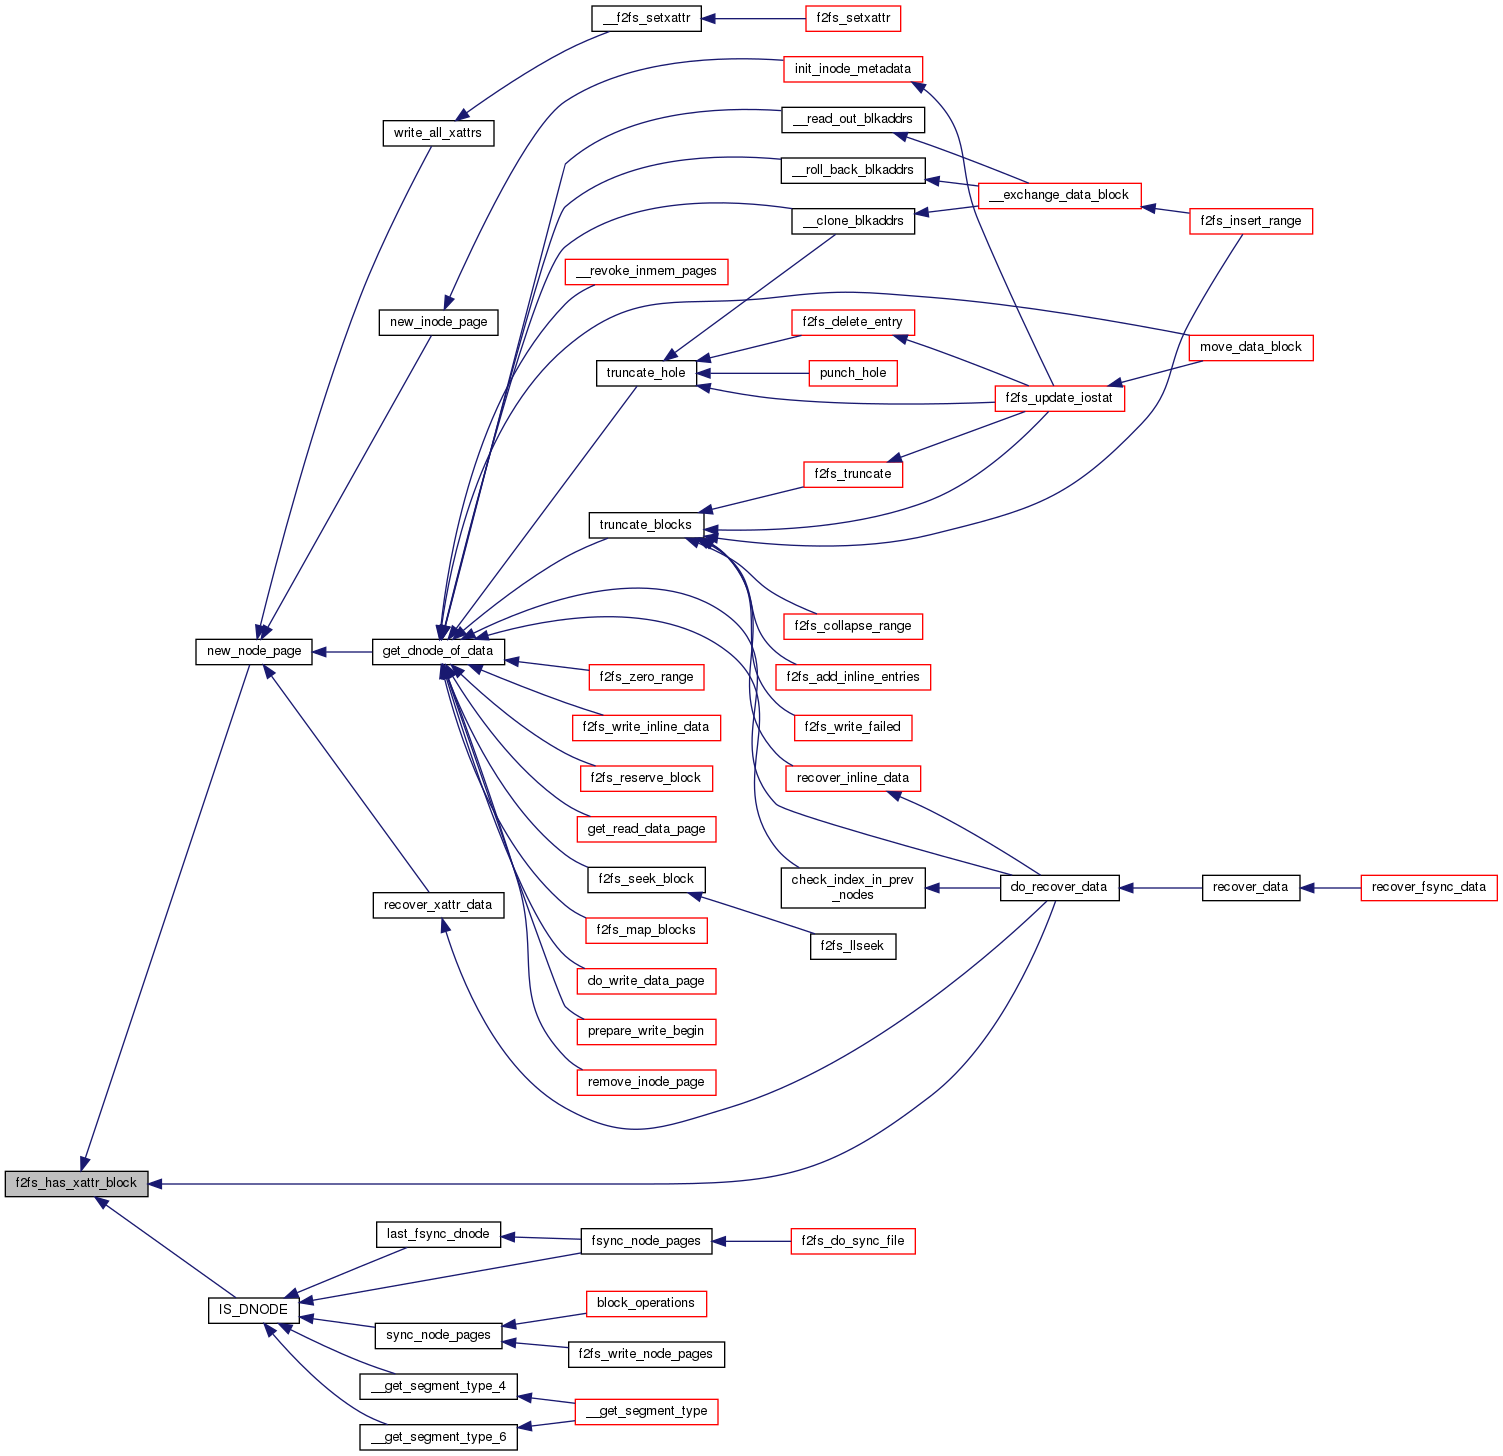 __f2fs_setxattr
f2fs_setxattr
init_inode_metadata
__read_out_blkaddrs
write_all_xattrs
__roll_back_blkaddrs
__exchange_data_block
__clone_blkaddrs
f2fs_insert_range
__revoke_inmem_pages
new_inode_page
f2fs_delete_entry
move_data_block
truncate_hole
punch_hole
f2fs_update_iostat
f2fs_truncate
truncate_blocks
f2fs_collapse_range
new_node_page
get_dnode_of_data
f2fs_zero_range
f2fs_add_inline_entries
f2fs_write_inline_data
f2fs_write_failed
f2fs_reserve_block
recover_inline_data
get_read_data_page
f2fs_seek_block
check_index_in_prev
_nodes
do_recover_data
recover_data
recover_fsync_data
recover_xattr_data
f2fs_map_blocks
f2fs_llseek
do_write_data_page
prepare_write_begin
remove_inode_page
f2fs_has_xattr_block
last_fsync_dnode
fsync_node_pages
f2fs_do_sync_file
IS_DNODE
block_operations
sync_node_pages
f2fs_write_node_pages
__get_segment_type_4
__get_segment_type
__get_segment_type_6